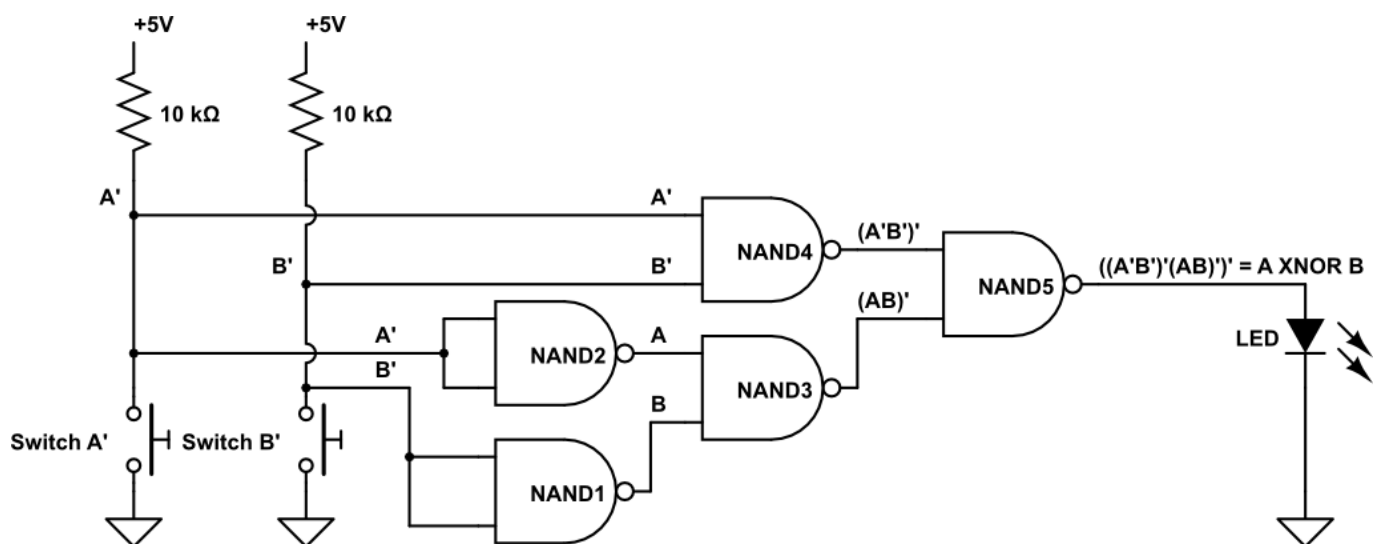 +5V
+5V
10 kΩ
10 kΩ
A'
A'
(A'B')'
NAND4
B'
B'
((A'B')'(AB)')' = A XNOR B
NAND5
(AB)'
A'
A
NAND2
LED
B'
NAND3
B
Switch A'
Switch B'
NAND1